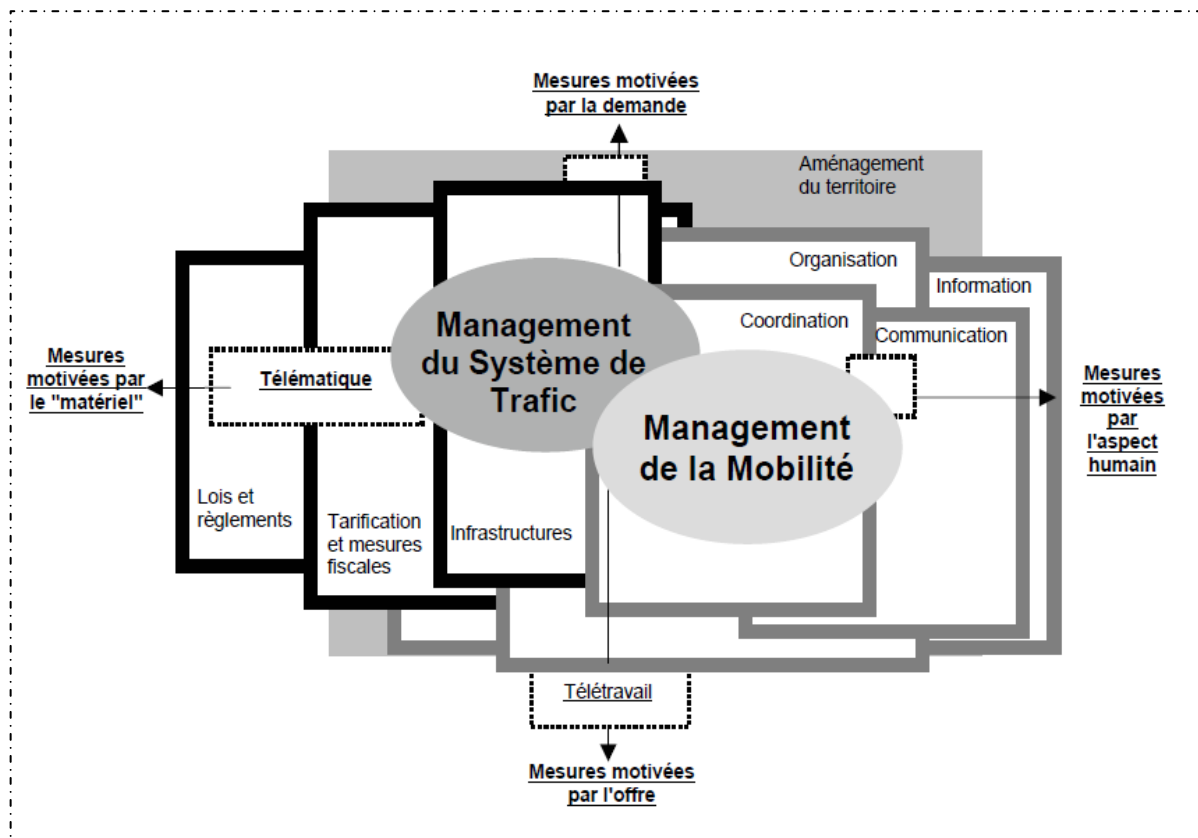 Mesures motivées
par la demande
Aménagement
du territoire
Organisation
Information
Management
du Système de
Trafic
Coordination
Communication
Mesures
motivées par
le "matériel"
Télématique
Mesures
motivées
par
l'aspect
humain
Management
de la Mobilité
Lois et
règlements
Tarification
et mesures
fiscales
Infrastructures
Télétravail
Mesures motivées
par l'offre